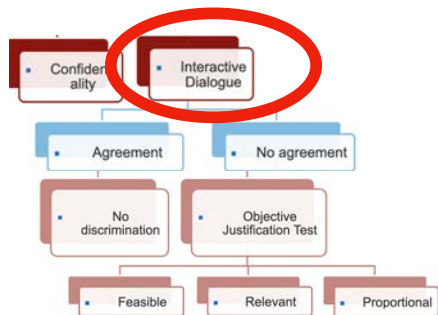 Confiden
ality
Interactive
Dialogue
Agreement
No agreement
No
discrimination
Objective
Justification Test
Feasible
Relevant
Proportional